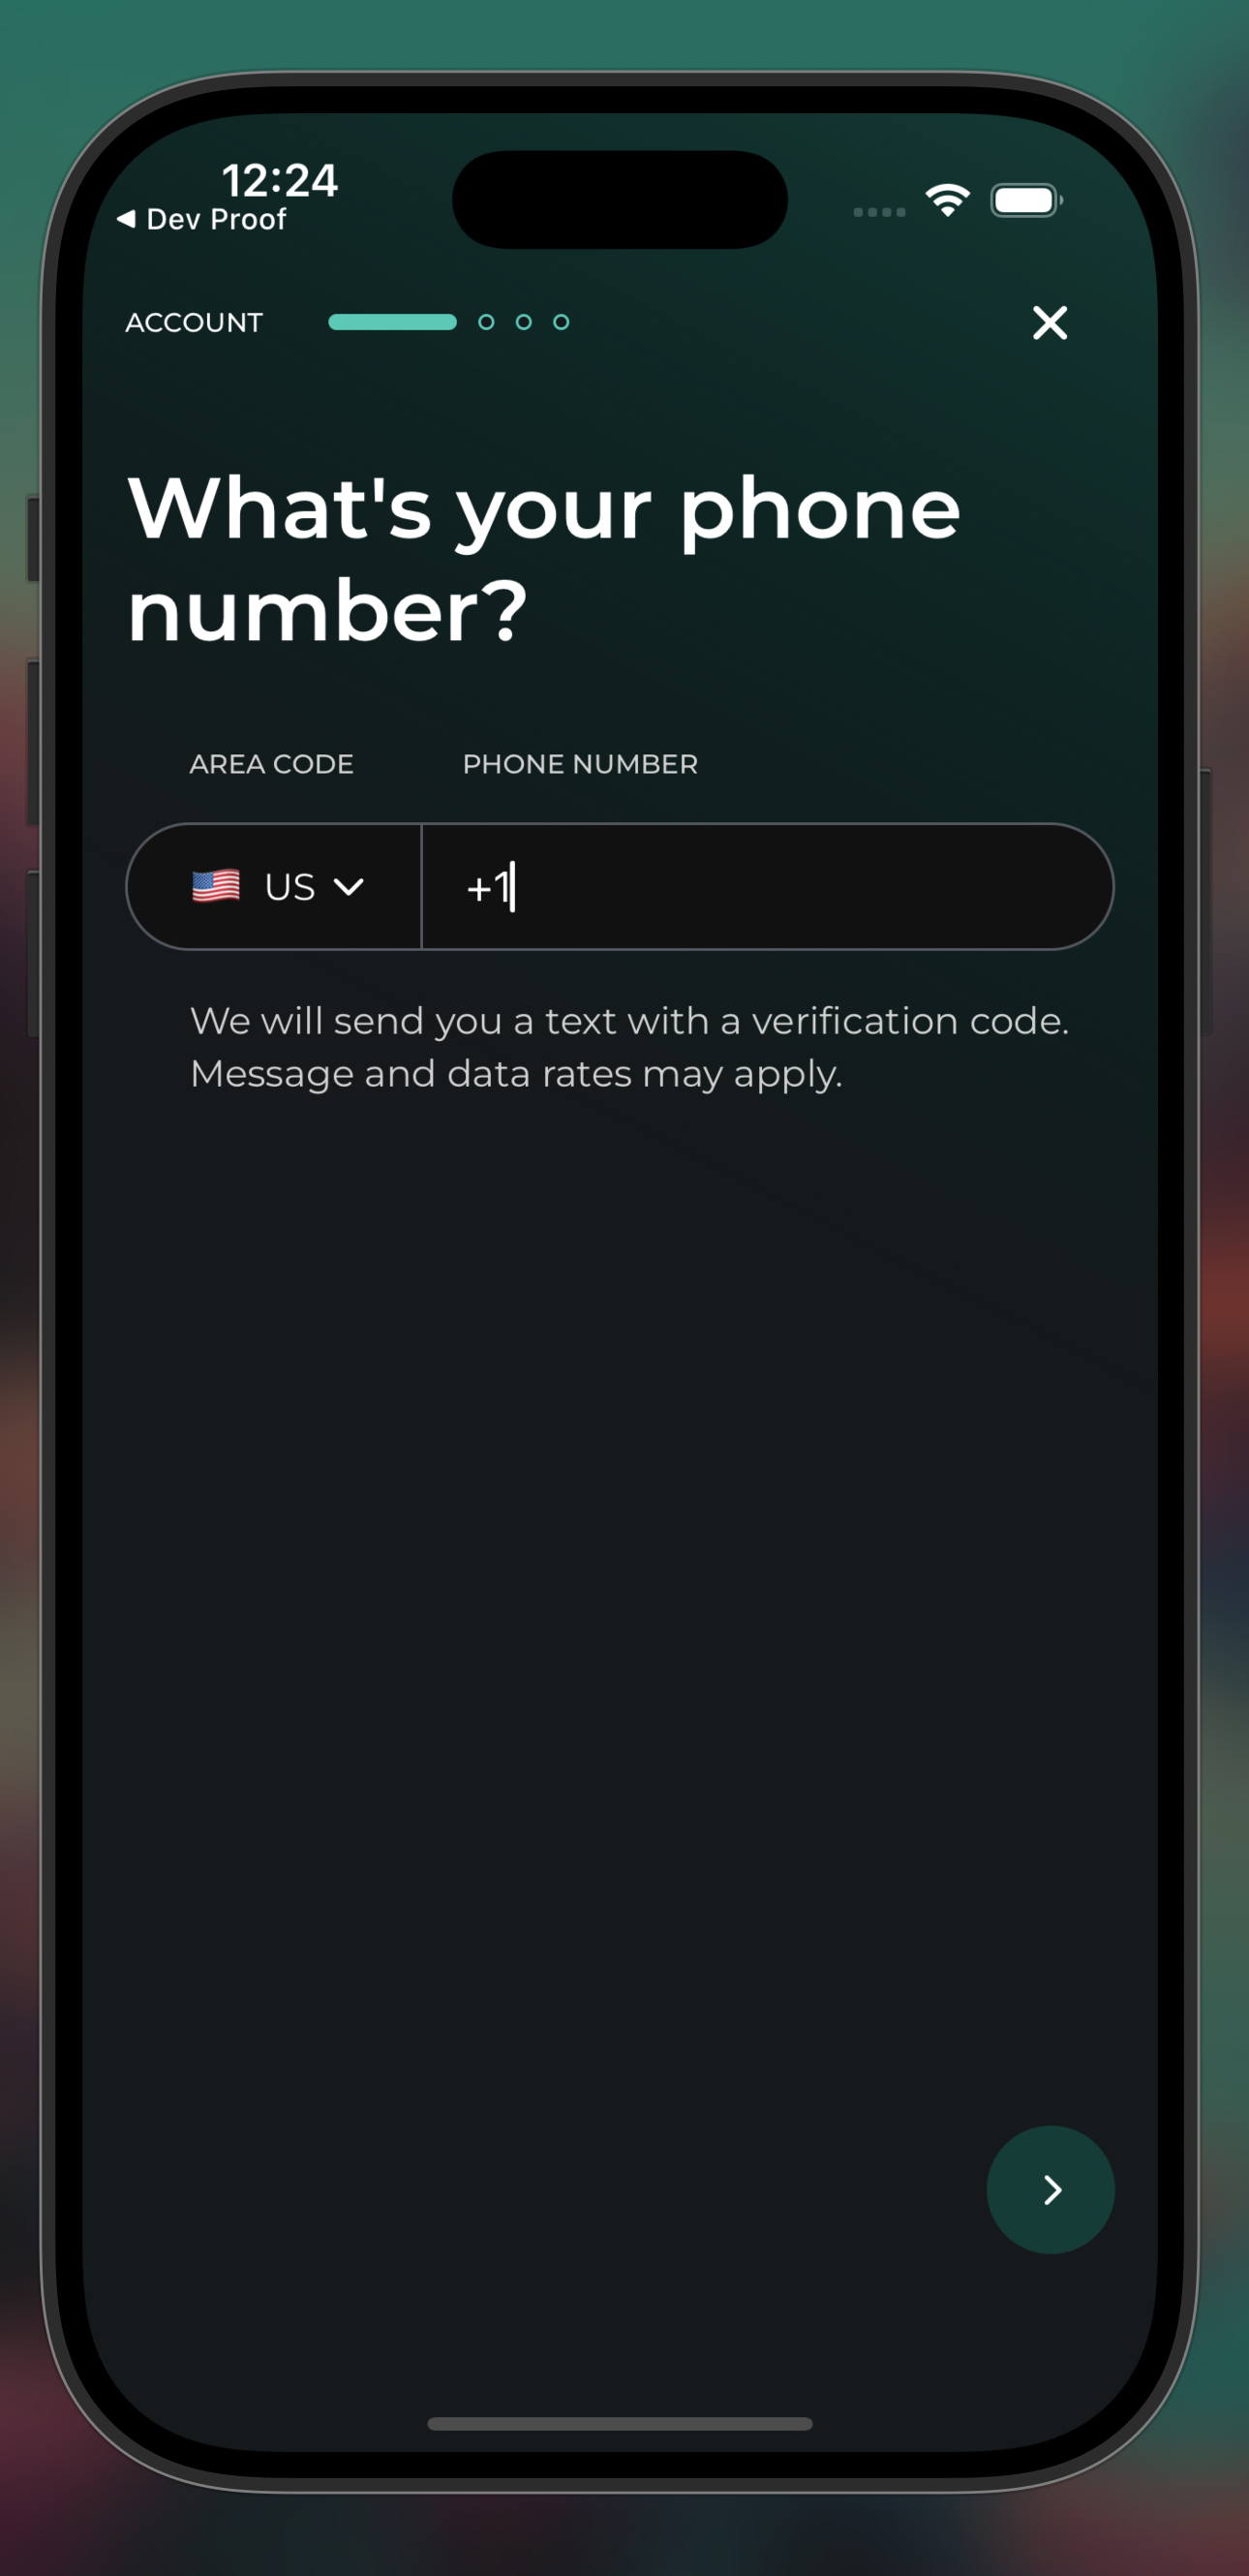 12:24
◀ Dev Proof
ACCOUNT
What's your phone
number?
AREA CODE PHONE NUMBER
🇺🇸 US +1
We will send you a text with a verification code.
Message and data rates may apply.